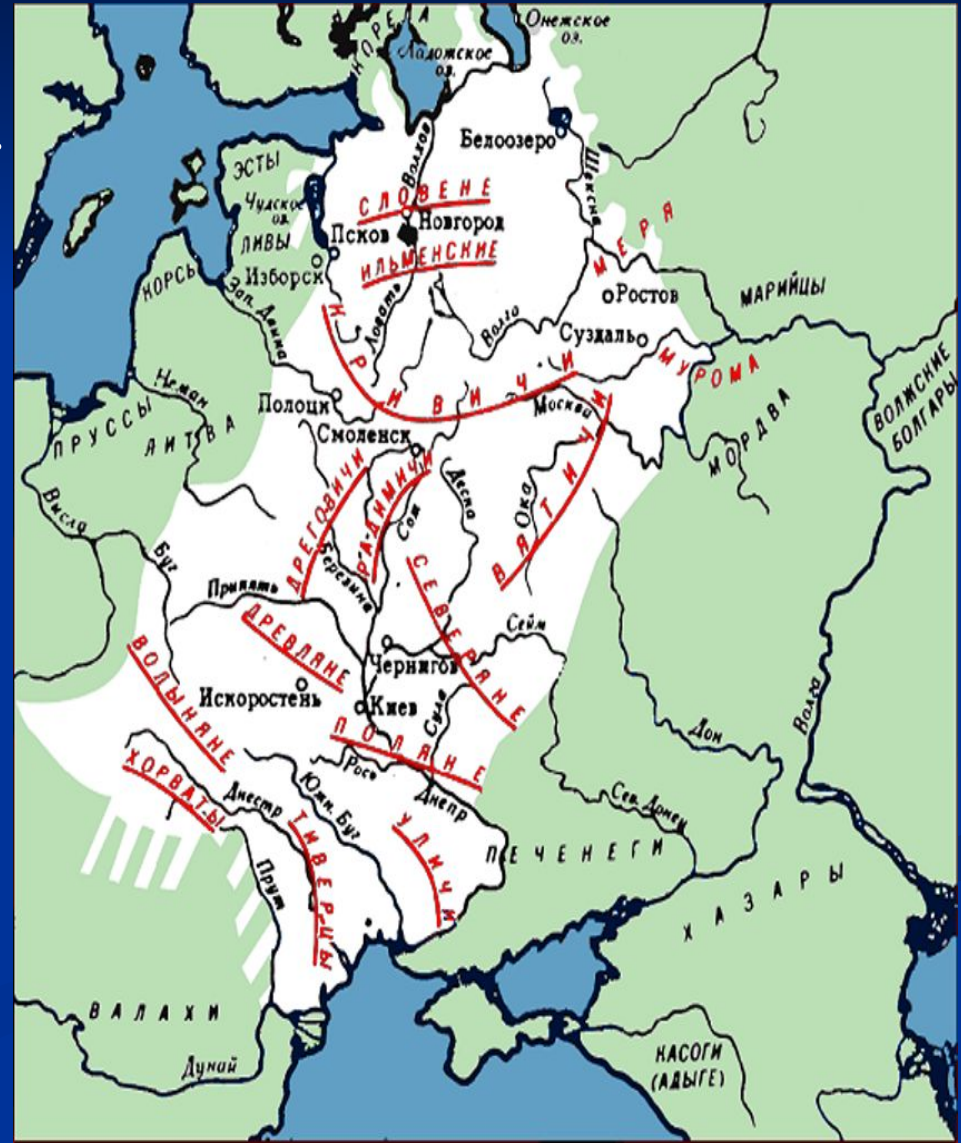 Онежское
оз.
КОРЕЛА
Ладожское
оз.
Белоозеро
Волхов
Шексна
ЭСТЫ
СЛОВЕНЕ
Чудское
оз.
Новгород
Псков
ЛИВЫ
ИЛЬМЕНСКИЕ
Изборск
МЕРЯ
КОРСЬ
Зап. Двина
Ловать
Ростов
МАРИЙЦЫ
Волга
Суздаль
КРИВИЧИ
МУРОМА
Неман
Полоцк
Москва
ВОЛЖСКИЕ
БОЛГАРЫ
ПРУССЫ
ЛИТВА
Смоленск
МОРДВА
ДРЕГОВИЧИ
РАДИМИЧИ
Десна
Висла
Сож
Ока
ВЯТИЧИ
Буг
Березина
СЕВЕРЯНЕ
Припять
ДРЕВЛЯНЕ
Сейм
ВОЛЫНЯНЕ
Чернигов
Искоростень
Киев
Сула
Волга
ПОЛЯНЕ
Дон
Рось
ХОРВАТЫ
Днестр
Южн. Буг
Днепр
Сев. Донец
ТИВЕРЦЫ
УЛИЧИ
ПЕЧЕНЕГИ
Прут
ХАЗАРЫ
ВАЛАХИ
Дунай
КАСОГИ
(АДЫГЕ)